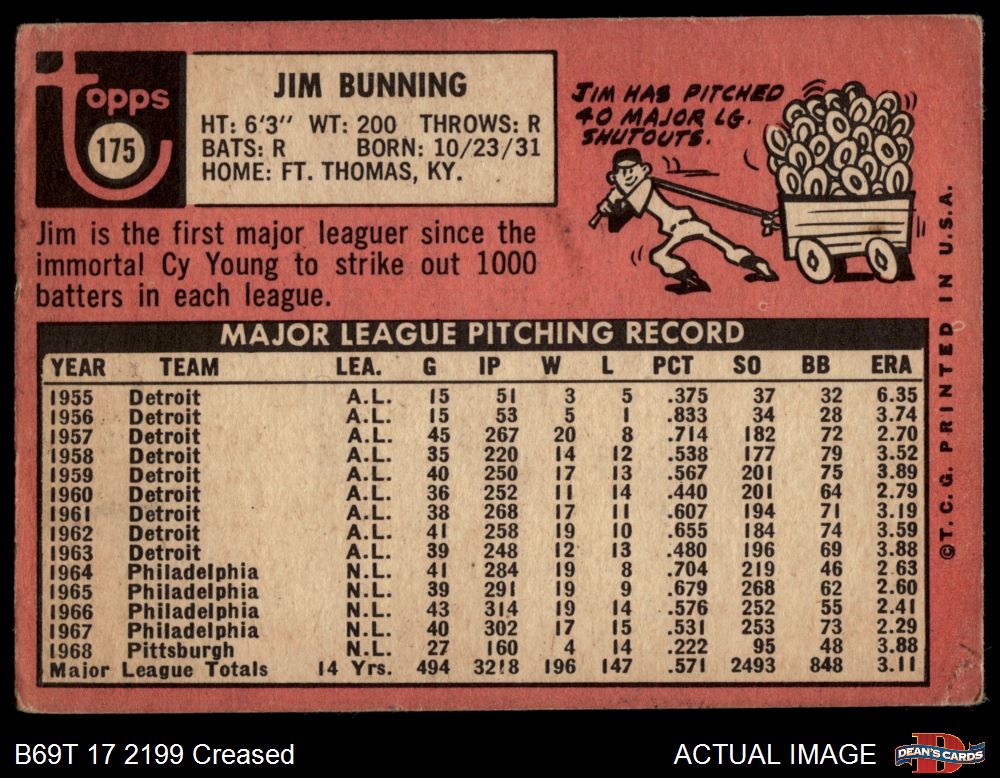 Topps
175
JIM BUNNING
HT: 6'3" WT: 200 THROWS: R
BATS: R BORN: 10/23/31
HOME: FT. THOMAS, KY.
JIM HAS PITCHED
40 MAJOR LG.
SHUTOUTS.
Jim is the first major leaguer since the
immortal Cy Young to strike out 1000
batters in each league.
MAJOR LEAGUE PITCHING RECORD
YEAR TEAM LEA. G IP W L PCT SO BB ERA
1955 Detroit A.L. 15 51 3 5 .375 37 32 6.35
1956 Detroit A.L. 15 53 5 1 .833 34 28 3.74
1957 Detroit A.L. 45 267 20 8 .714 182 72 2.70
1958 Detroit A.L. 35 220 14 12 .538 177 79 3.52
1959 Detroit A.L. 40 250 17 13 .567 201 75 3.89
1960 Detroit A.L. 36 252 11 14 .440 201 64 2.79
1961 Detroit A.L. 38 268 17 11 .607 194 71 3.19
1962 Detroit A.L. 41 258 19 10 .655 184 74 3.59
1963 Detroit A.L. 39 248 12 13 .480 196 69 3.88
1964 Philadelphia N.L. 41 284 19 8 .704 219 46 2.63
1965 Philadelphia N.L. 39 291 19 9 .679 268 62 2.60
1966 Philadelphia N.L. 43 314 19 14 .576 252 55 2.41
1967 Philadelphia N.L. 40 302 17 15 .531 253 73 2.29
1968 Pittsburgh N.L. 27 160 4 14 .222 95 48 3.88
Major League Totals 14 Yrs. 494 3218 196 147 .571 2493 848 3.11
©T.C.G. PRINTED IN U.S.A.
B69T 17 2199 Creased
ACTUAL IMAGE
DEAN'S CARDS